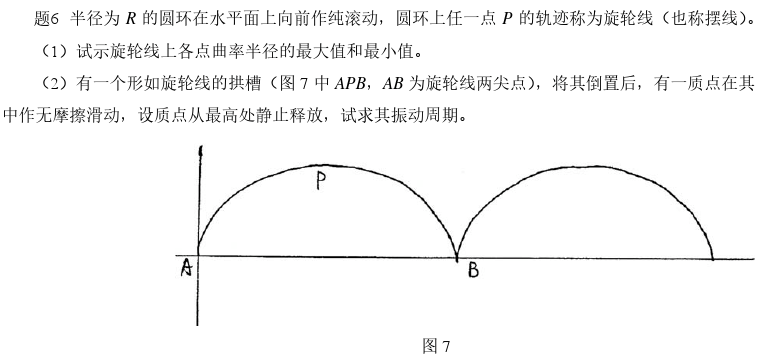 题6 半径为 R 的圆环在水平面上向前作纯滚动，圆环上任一点 P 的轨迹称为旋轮线（也称摆线）。
（1）试示旋轮线上各点曲率半径的最大值和最小值。
（2）有一个形如旋轮线的拱槽（图 7 中 APB，AB 为旋轮线两尖点），将其倒置后，有一质点在其
中作无摩擦滑动，设质点从最高处静止释放，试求其振动周期。
P
A
B
图 7